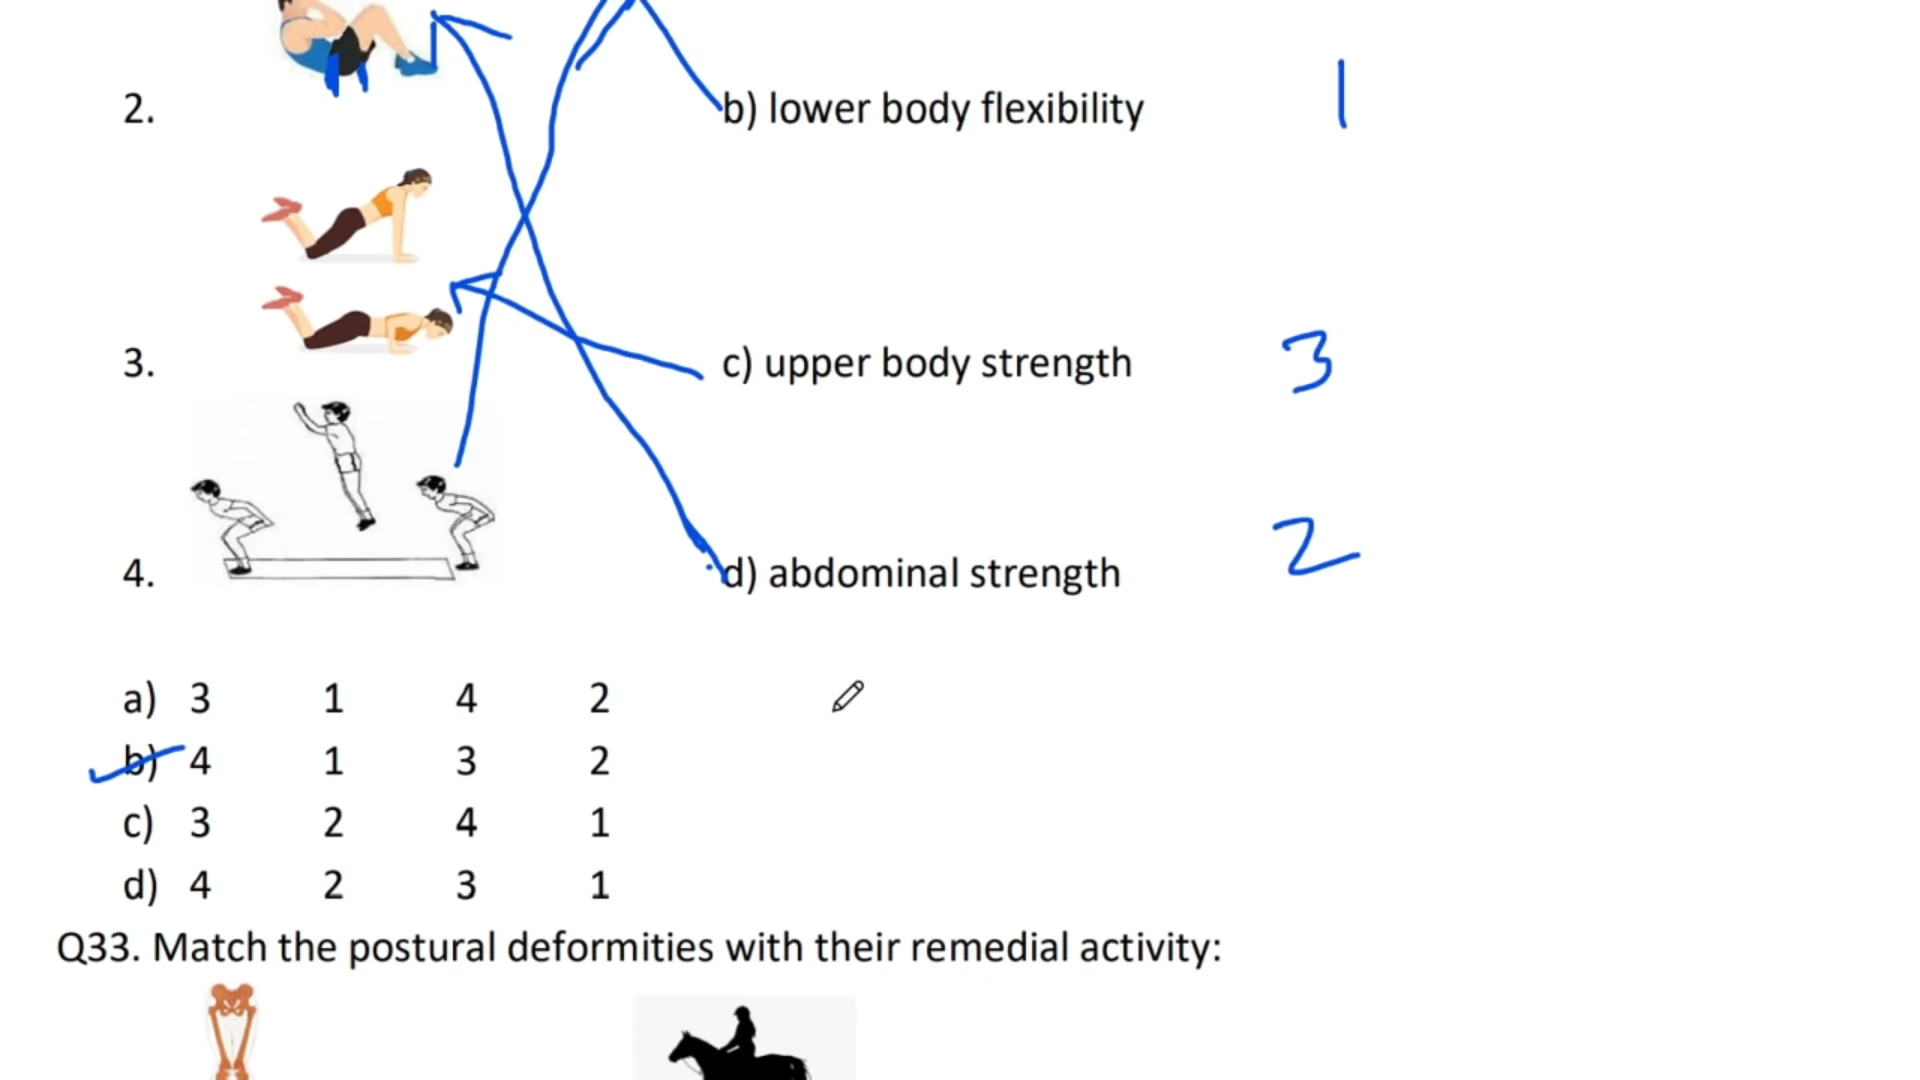 2. b) lower body flexibility 1
3. c) upper body strength 3
4. d) abdominal strength 2
a) 3 1 4 2
b) 4 1 3 2
c) 3 2 4 1
d) 4 2 3 1
Q33. Match the postural deformities with their remedial activity: